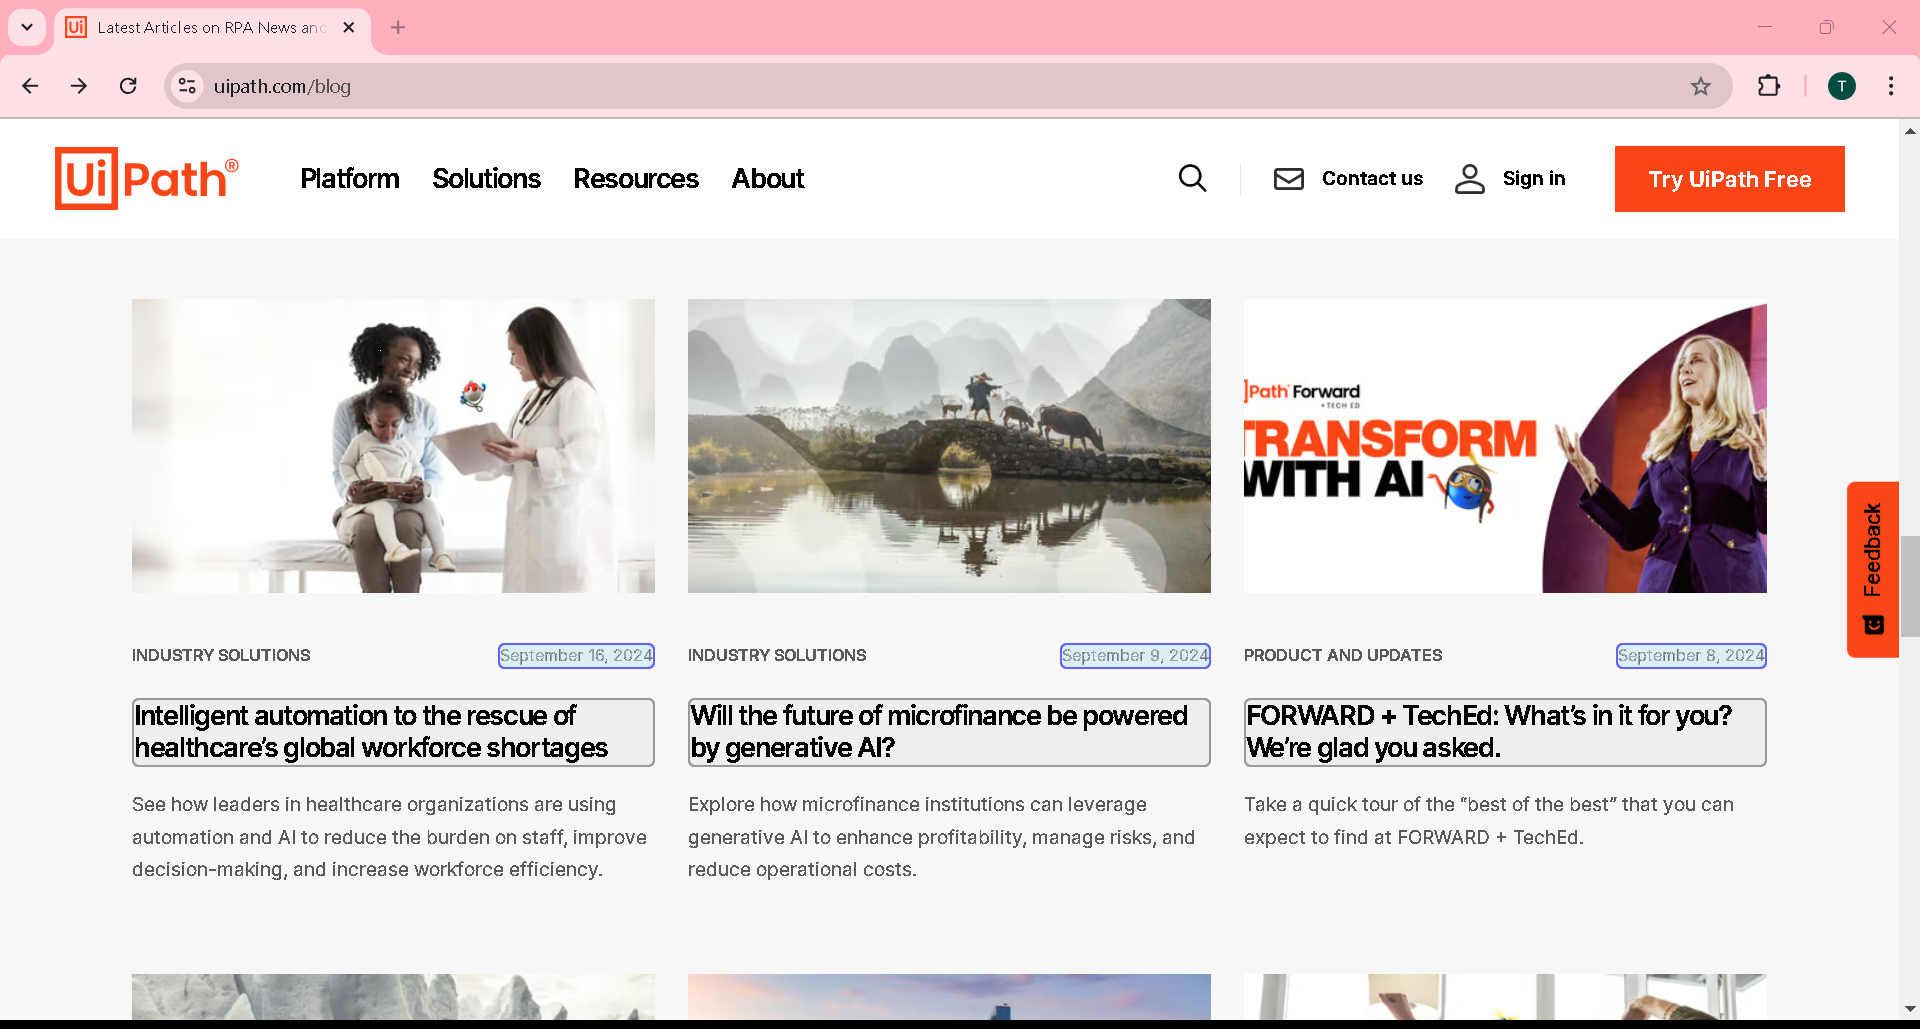 Ui Latest Articles on RPA News and
uipath.com/blog
T
UiPath®
Platform
Solutions
Resources
About
Contact us
Sign in
Try UiPath Free
Path Forward
• TECH ED
TRANSFORM
WITH AI
Feedback
INDUSTRY SOLUTIONS
September 16, 2024
Intelligent automation to the rescue of
healthcare’s global workforce shortages
See how leaders in healthcare organizations are using
automation and AI to reduce the burden on staff, improve
decision-making, and increase workforce efficiency.
INDUSTRY SOLUTIONS
September 9, 2024
Will the future of microfinance be powered
by generative AI?
Explore how microfinance institutions can leverage
generative AI to enhance profitability, manage risks, and
reduce operational costs.
PRODUCT AND UPDATES
September 8, 2024
FORWARD + TechEd: What’s in it for you?
We’re glad you asked.
Take a quick tour of the “best of the best” that you can
expect to find at FORWARD + TechEd.